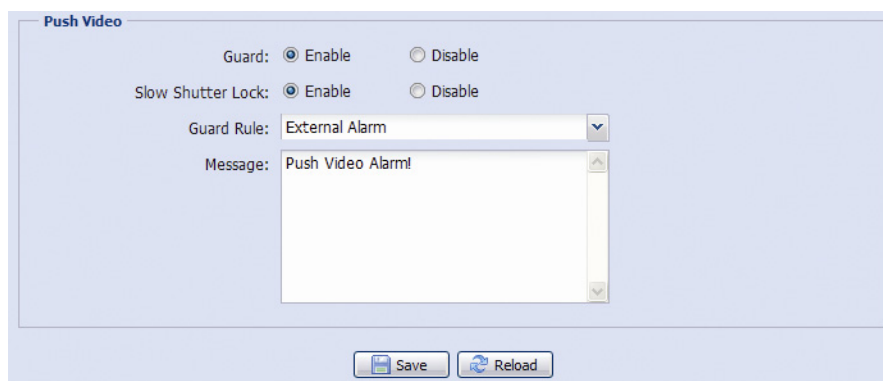 Push Video
Guard: Enable Disable
Slow Shutter Lock: Enable Disable
Guard Rule: External Alarm
Message: Push Video Alarm!
Save Reload